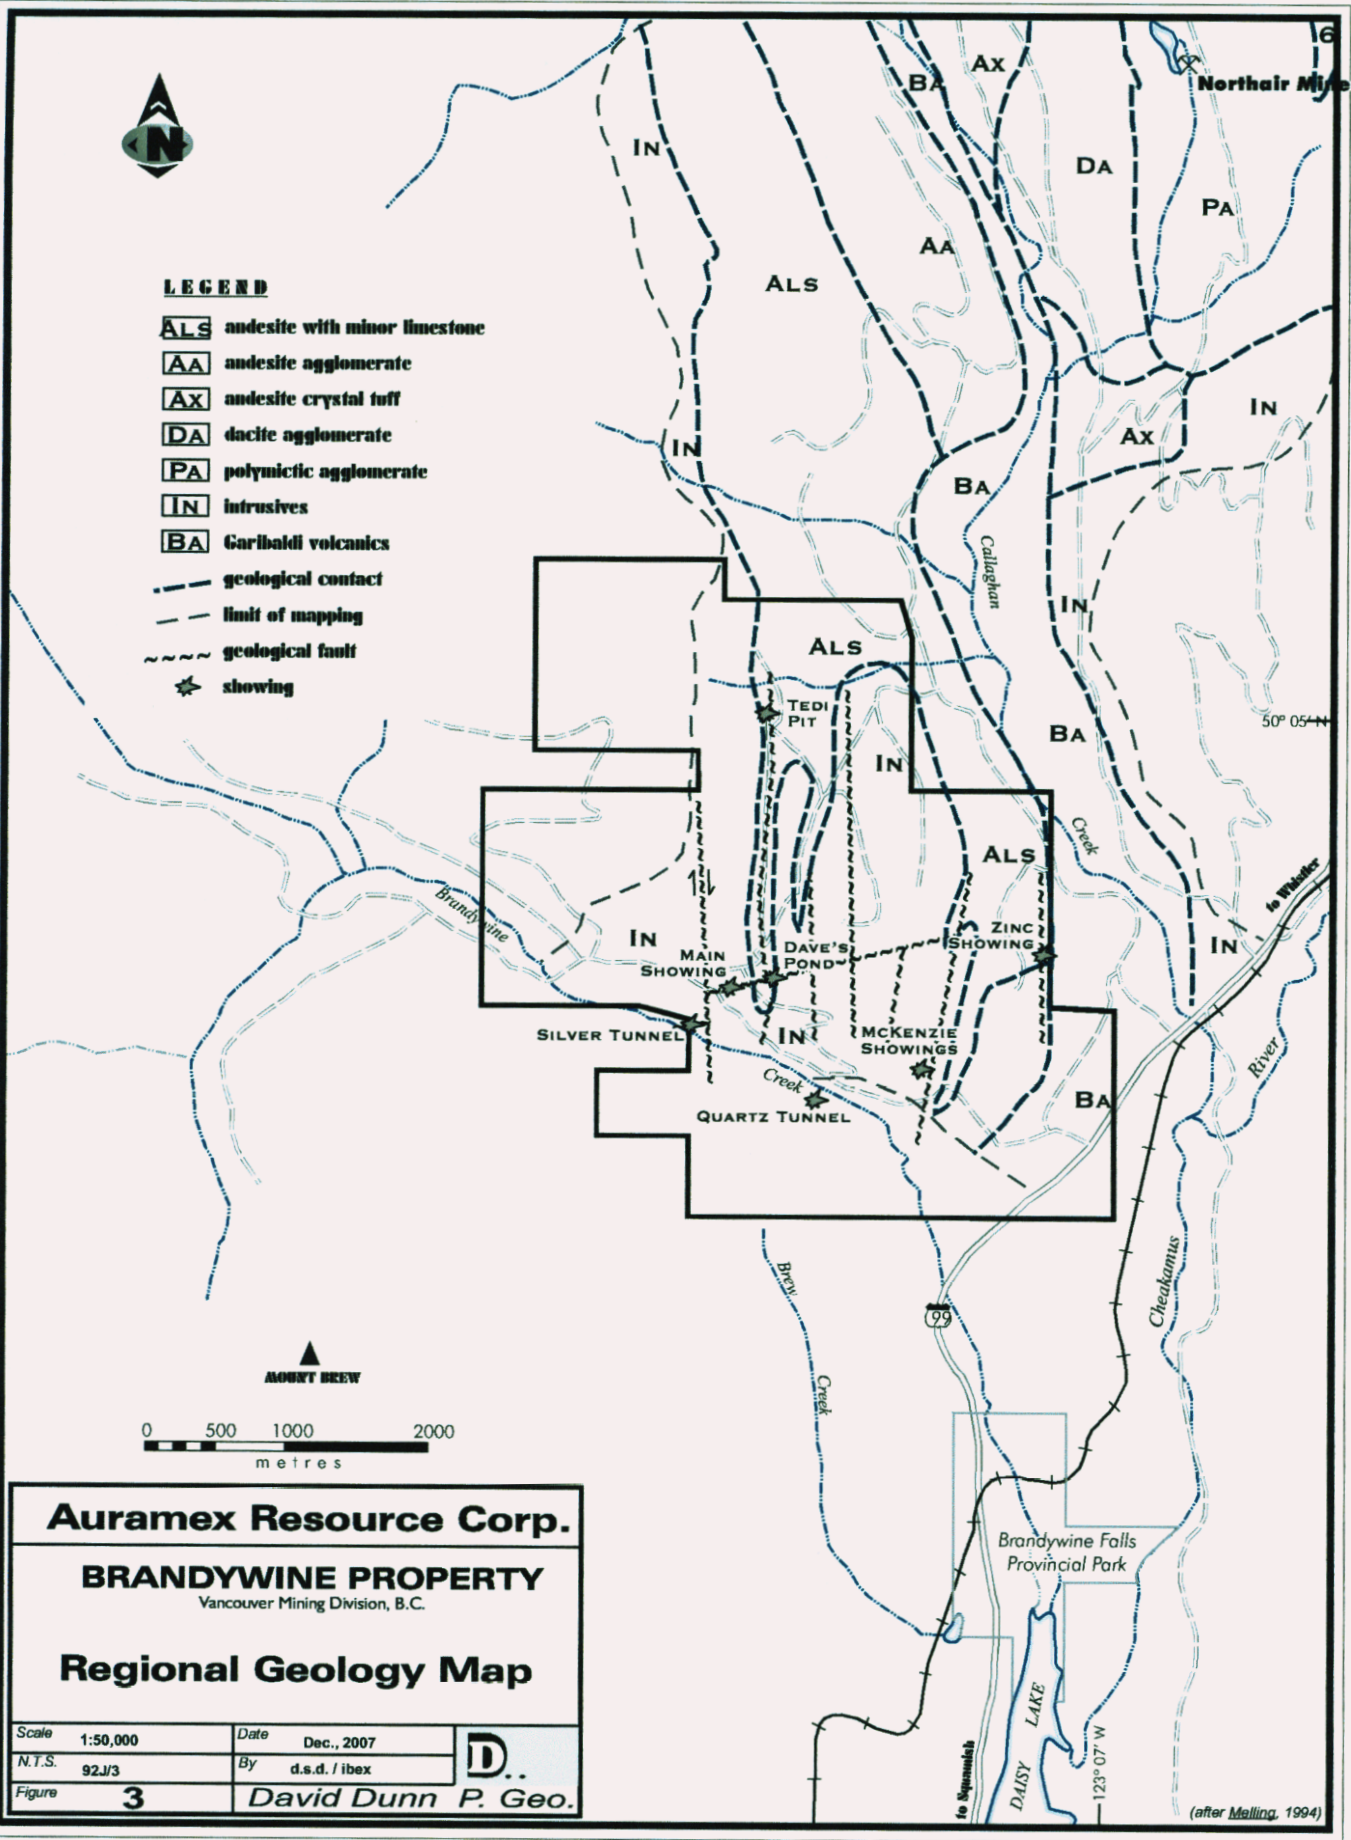 6
Northair Mine
BA
AX
IN
DA
PA
AA
ALS
LEGEND
ALS andesite with minor limestone
AA andesite agglomerate
AX andesite crystal tuff
DA dacite agglomerate
PA polymictic agglomerate
IN intrusives
BA Garibaldi volcanics
geological contact
limit of mapping
geological fault
showing
N
IN
AX
IN
BA
Callaghan
IN
ALS
TEDI
PIT
50° 05' N
BA
IN
Creek
ALS
to Whistler
Brandywine
IN
MAIN
SHOWING
DAVE'S
POND
ZINC
SHOWING
IN
SILVER TUNNEL
IN
MCKENZIE
SHOWINGS
River
Creek
QUARTZ TUNNEL
BA
Brew
Creek
Cheakamus
99
MOUNT BREW
0 500 1000 2000
metres
Brandywine Falls
Provincial Park
LAKE
DAISY
to Squamish
123° 07' W
(after Melling, 1994)
Auramex Resource Corp.
BRANDYWINE PROPERTY
Vancouver Mining Division, B.C.
Regional Geology Map
Scale 1:50,000
Date Dec., 2007
N.T.S. 92J/3
By d.s.d. / ibex
D..
Figure 3
David Dunn P. Geo.